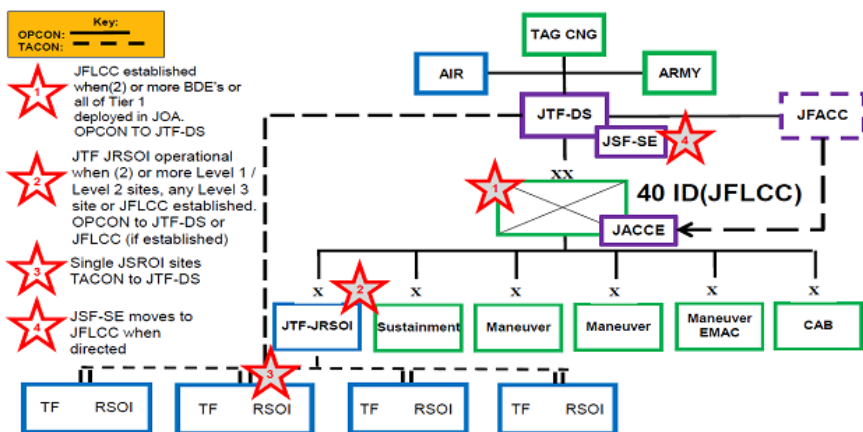 Key:
OPCON:
TACON:
1
JFLCC established
when(2) or more BDE's or
all of Tier 1
deployed in JOA.
OPCON TO JTF-DS
2
JTF JRSOI operational
when (2) or more Level 1 /
Level 2 sites, any Level 3
site or JFLCC established.
OPCON to JTF-DS or
JFLCC (if established)
3
Single JSROI sites
TACON to JTF-DS
4
JSF-SE moves to
JFLCC when
directed
TAG CNG
AIR
ARMY
JTF-DS
JFACC
JSF-SE
4
XX
1
40 ID(JFLCC)
JACCE
X X X X X X
2
JTF-JRSOI
Sustainment
Maneuver
Maneuver
Maneuver
EMAC
CAB
3
TF RSOI
TF RSOI
TF RSOI
TF RSOI